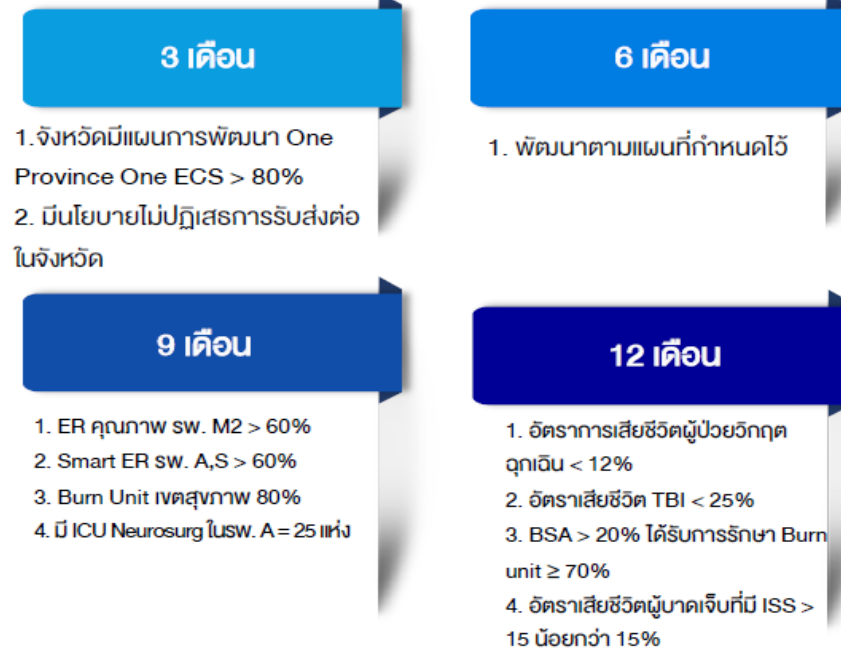 3 เดือน
1.จังหวัดมีแผนการพัฒนา One
Province One ECS > 80%
2. มีนโยบายไม่ปฏิเสธการรับส่งต่อ
ในจังหวัด
6 เดือน
1. พัฒนาตามแผนที่กำหนดไว้
9 เดือน
1. ER คุณภาพ รพ. M2 > 60%
2. Smart ER รพ. A,S > 60%
3. Burn Unit เขตสุขภาพ 80%
4. มี ICU Neurosurg ในรพ. A = 25 แห่ง
12 เดือน
1. อัตราการเสียชีวิตผู้ป่วยวิกฤต
ฉุกเฉิน < 12%
2. อัตราเสียชีวิต TBI < 25%
3. BSA > 20% ได้รับการรักษา Burn
unit ≥ 70%
4. อัตราเสียชีวิตผู้บาดเจ็บที่มี ISS >
15 น้อยกว่า 15%